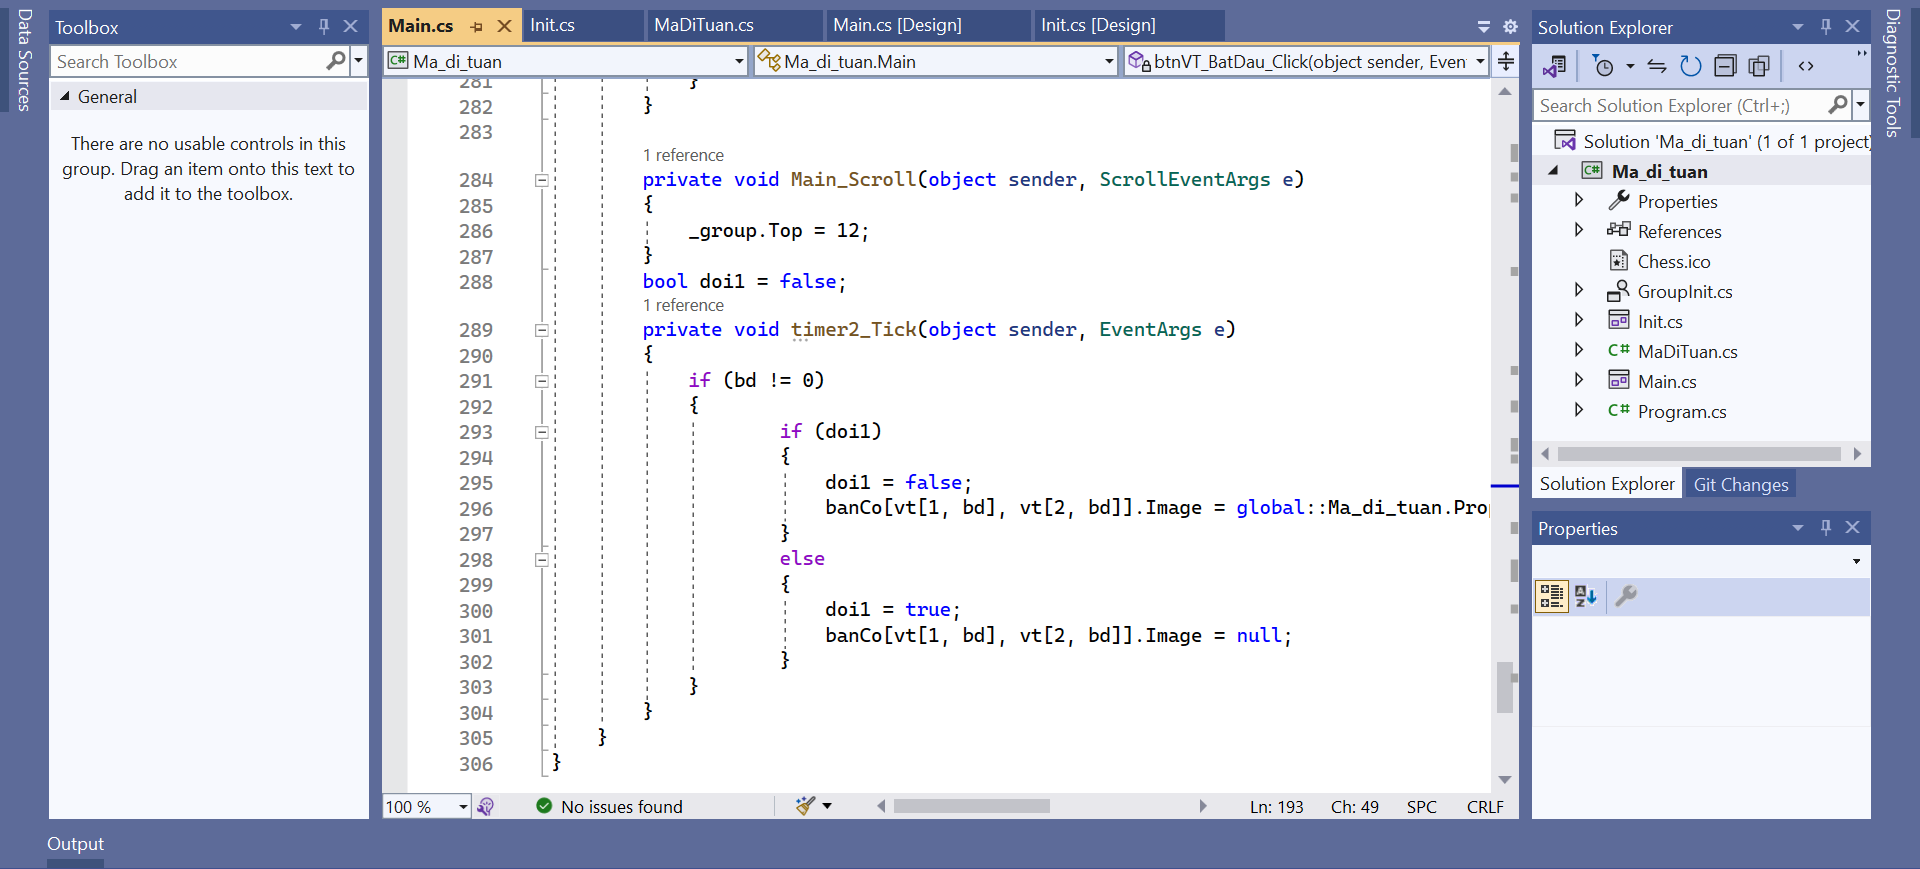 Data Sources
Toolbox
Search Toolbox
General
There are no usable controls in this
group. Drag an item onto this text to
add it to the toolbox.
Main.cs
Init.cs
MaDiTuan.cs
Main.cs [Design]
Init.cs [Design]
C# Ma_di_tuan
Ma_di_tuan.Main
btnVT_BatDau_Click(object sender, Even
281 }
282 }
283
1 reference
284 private void Main_Scroll(object sender, ScrollEventArgs e)
285 {
286 _group.Top = 12;
287 }
288 bool doi1 = false;
1 reference
289 private void timer2_Tick(object sender, EventArgs e)
290 {
291 if (bd != 0)
292 {
293 if (doi1)
294 {
295 doi1 = false;
296 banCo[vt[1, bd], vt[2, bd]].Image = global::Ma_di_tuan.Pro
297 }
298 else
299 {
300 doi1 = true;
301 banCo[vt[1, bd], vt[2, bd]].Image = null;
302 }
303 }
304 }
305 }
306 }
100 %
No issues found
Ln: 193
Ch: 49
SPC
CRLF
Output
Solution Explorer
Search Solution Explorer (Ctrl+;)
Solution 'Ma_di_tuan' (1 of 1 project)
C# Ma_di_tuan
Properties
References
Chess.ico
GroupInit.cs
Init.cs
C# MaDiTuan.cs
Main.cs
C# Program.cs
Solution Explorer
Git Changes
Properties
Diagnostic Tools